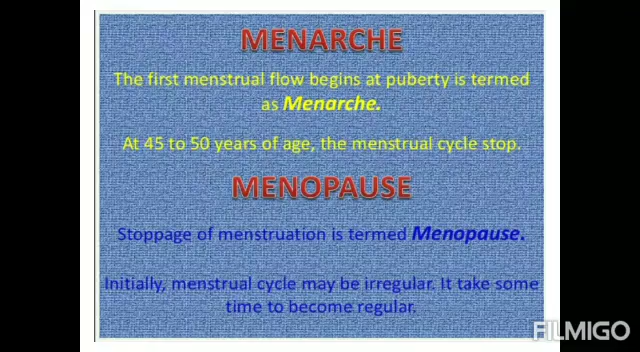 MENARCHE
The first menstrual flow begins at puberty is termed
as Menarche.
At 45 to 50 years of age, the menstrual cycle stop.
MENOPAUSE
Stoppage of menstruation is termed Menopause.
Initially, menstrual cycle may be irregular. It take some
time to become regular.
FILMIGO